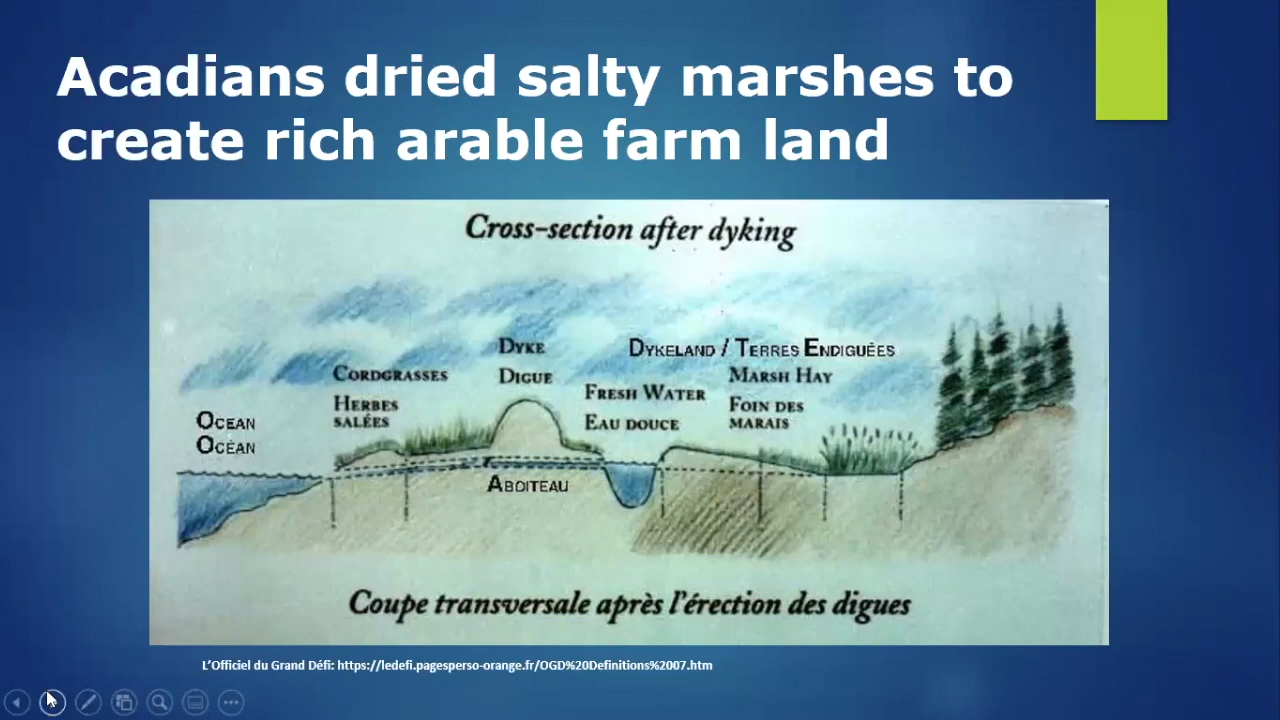 Acadians dried salty marshes to
create rich arable farm land
Cross-section after dyking
DYKE
DIGUE
DYKELAND / TERRES ENDIGUÉES
CORDGRASSES
HERBES
SALÉES
FRESH WATER
EAU DOUCE
MARSH HAY
FOIN DES
MARAIS
OCEAN
OCÉAN
ABOITEAU
Coupe transversale après l'érection des digues
L'Officiel du Grand Défi: https://ledefi.pagesperso-orange.fr/OGD%20Definitions%2007.htm